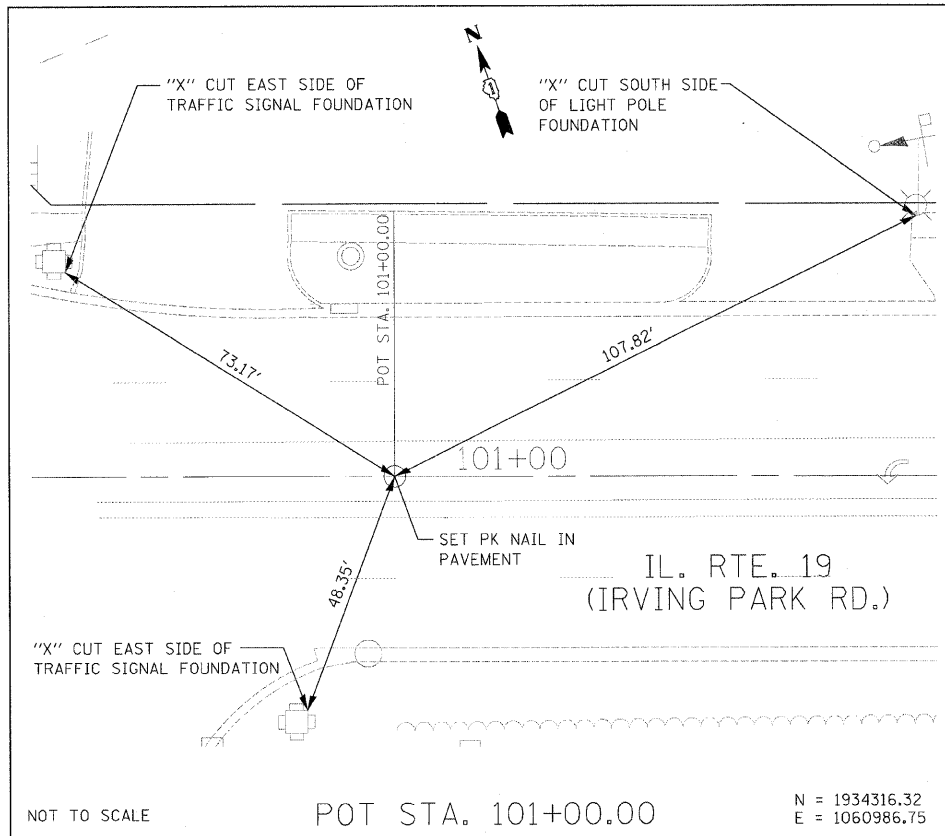 N
"X" CUT EAST SIDE OF
TRAFFIC SIGNAL FOUNDATION
"X" CUT SOUTH SIDE
OF LIGHT POLE
FOUNDATION
POT STA. 101+00.00
73.17'
107.82'
101+00
SET PK NAIL IN
PAVEMENT
48.35'
IL. RTE. 19
(IRVING PARK RD.)
"X" CUT EAST SIDE OF
TRAFFIC SIGNAL FOUNDATION
NOT TO SCALE
POT STA. 101+00.00
N = 1934316.32
E = 1060986.75